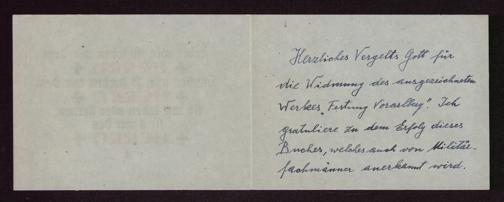 Herzliches Vergelts Gott für
die Widmung des ausgezeichneten
Werkes „Festung Vorarlberg". Ich
gratuliere zu dem Erfolg dieses
Buches, welches auch von Militär-
fachmänner anerkannt wird.